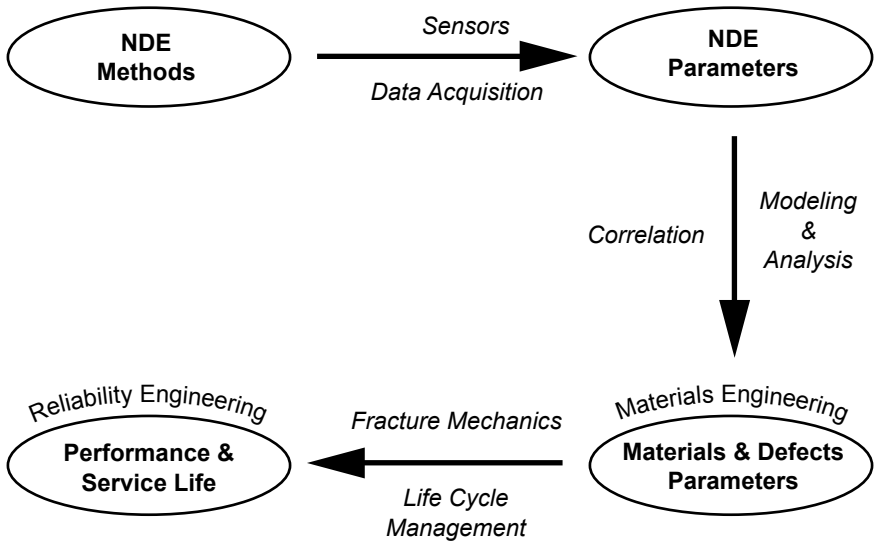 NDE
Methods
Sensors
Data Acquisition
NDE
Parameters
Correlation
Modeling
&
Analysis
Reliability Engineering
Performance &
Service Life
Fracture Mechanics
Life Cycle
Management
Materials Engineering
Materials & Defects
Parameters